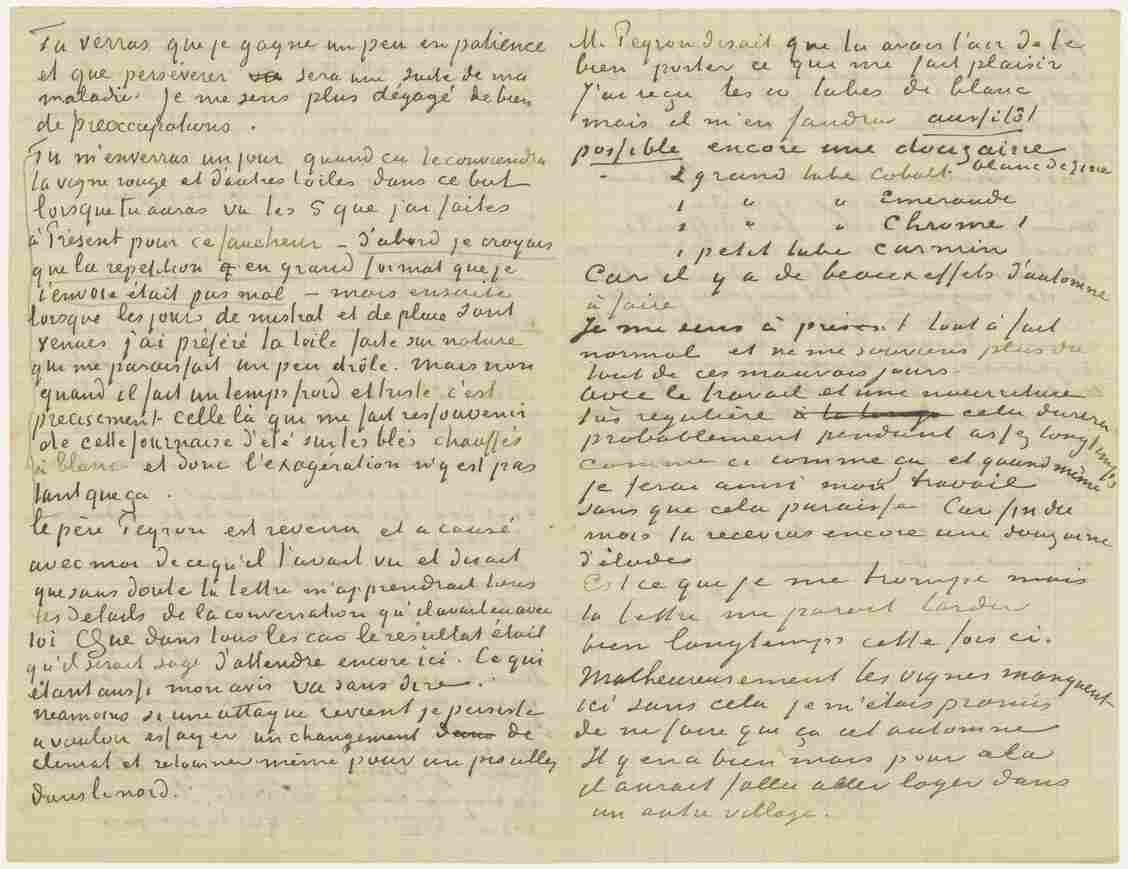 Tu verras que je gagne un peu en patience
et que persévérer va sera une suite de ma
maladie. Je me sens plus dégagé de bien
de preoccupations.
Tu m'enverras un jour quand ca te conviendra
la vigne rouge et d'autres toiles dans ce but
lorsque tu auras vu les 5 que j'ai faites
à Présent pour ce faucheur – D'abord je croyais
que la repetition en grand format que je
t'envoie était pas mal – mais ensuite
lorsque les jours de mistral et de pluie sont
venues j'ai préféré la toile faite sur nature
qui me paraissait un peu drôle. Mais non
quand il fait un temps froid et triste c'est
precisement celle là qui me fait ressouvenir
de cette fournaise d'été sur les blés chauffés
à blanc et donc l'exagération n'y est pas
tant que ça.
Le père Peyron est revenu et a causé
avec moi de ce qu'il t'avait vu et disait
que sans doute ta lettre m'apprendrait tous
les details de la conversation qu'il avait eu avec
toi Que dans tous les cas le résultat était
qu'il serait sage d'attendre encore ici. Ce qui
étant aussi mon avis va sans dire.
neamoins si une attaque revient je persiste
a vouloir essayer un changement dans de
climat et retourner même pour un pis aller
dans le nord.
M. Peyron disait que tu avais l'air de te
bien porter ce qui me fait plaisir
J'ai reçu les 10 tubes de blanc
mais il m'en faudra aussitôt
possible encore une douzaine
2 grand tube cobalt blanc de zinc
1 " " Emeraude
2 " " Chrome 1
1 petit tube carmin
Car il y a de beaux effets d'automne
à faire
Je me sens à présent tout à fait
normal et ne me souviens plus du
tout de ces mauvais jours.
avec le travail et une nourriture
très régulière à la longue cela durera
probablement pendant assez longtemps
comme ci comme ça et quand même
je ferai ainsi mon travail
sans que cela paraisse Car fin du
mois tu recevras encore une douzaine
d'études
Est ce que je me trompe mais
ta lettre me parait tarder
bien longtemps cette fois ci.
Malheureusement les vignes manquent
ici sans cela je m'étais promis
de ne faire que ça cet automne
Il y en a bien mais pour cela
il aurait fallu aller loger dans
un autre village.